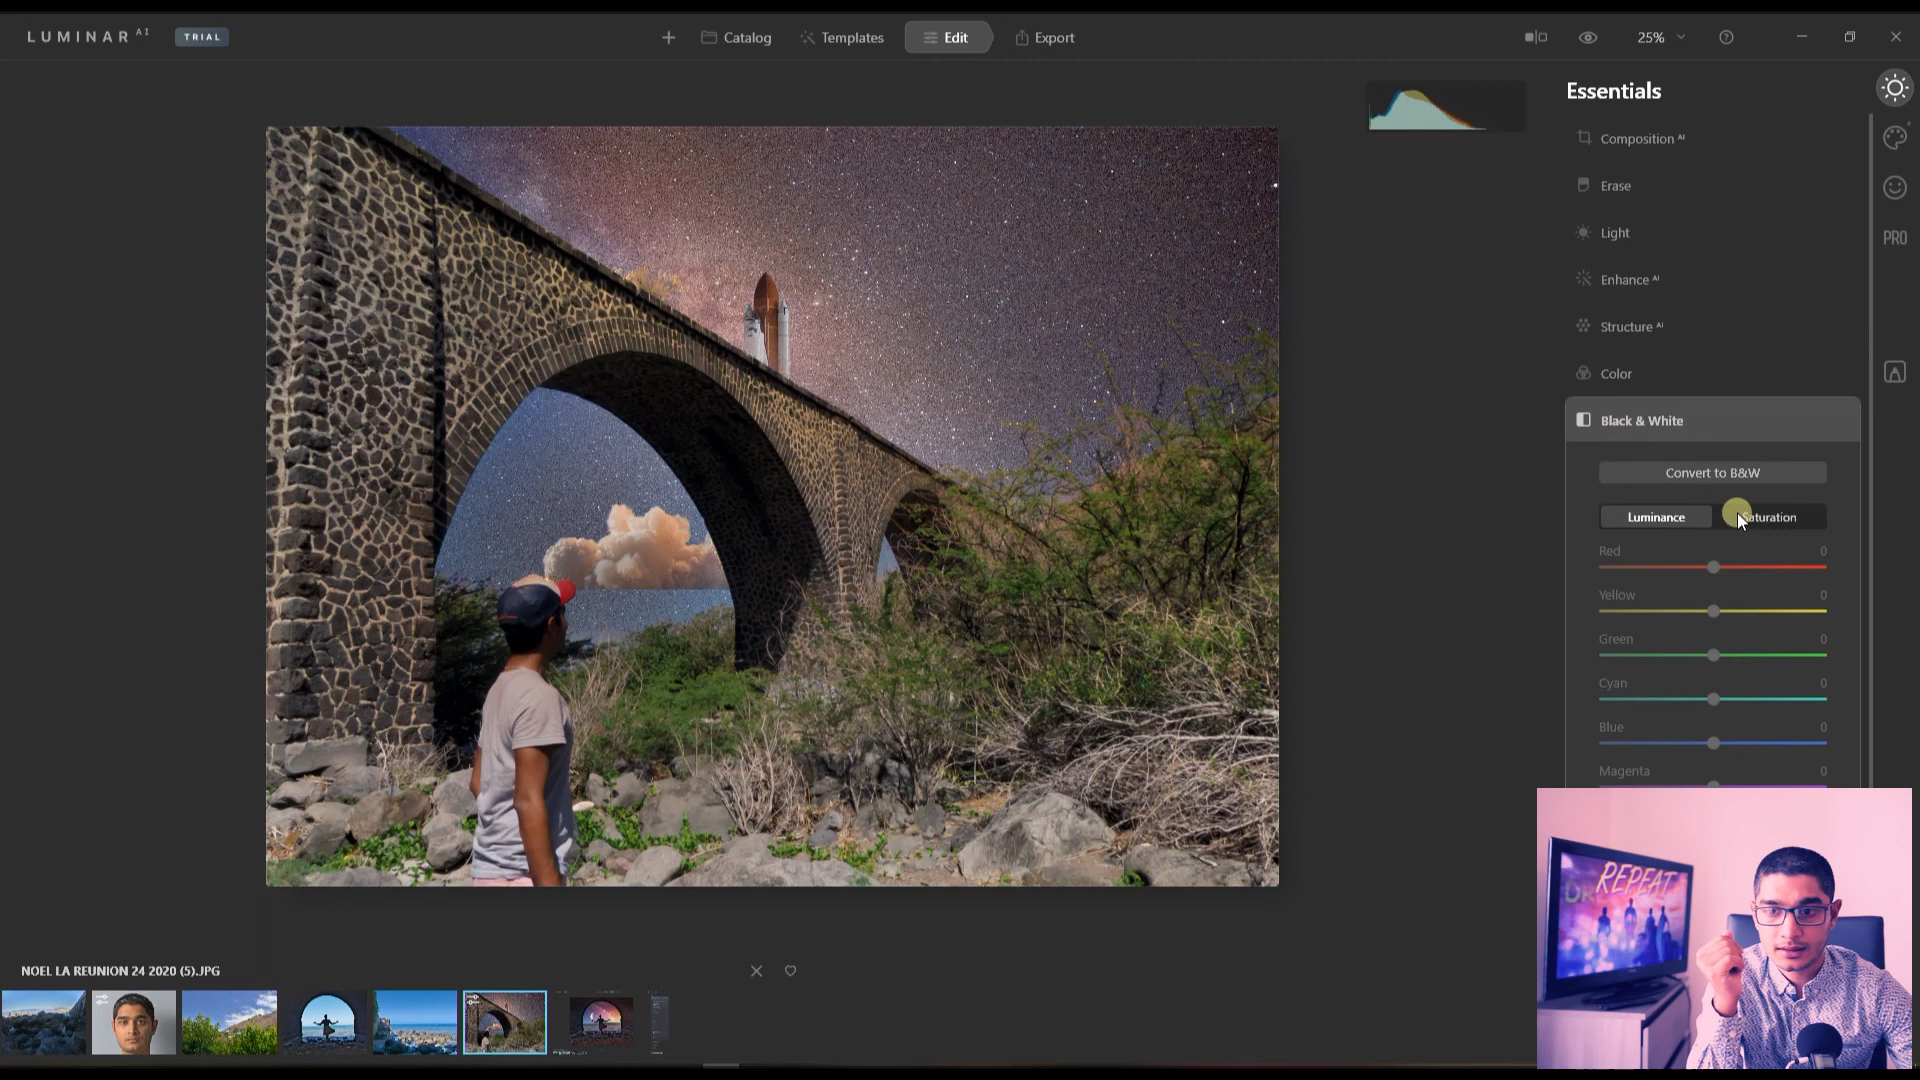 LUMINAR AI
TRIAL
Catalog
Templates
Edit
Export
25%
Essentials
Composition AI
Erase
Light
Enhance AI
Structure AI
Color
Black & White
Convert to B&W
Luminance
Saturation
Red 0
Yellow 0
Green 0
Cyan 0
Blue 0
Magenta 0
PRO
REPEAT
NOEL LA REUNION 24 2020 (5).JPG